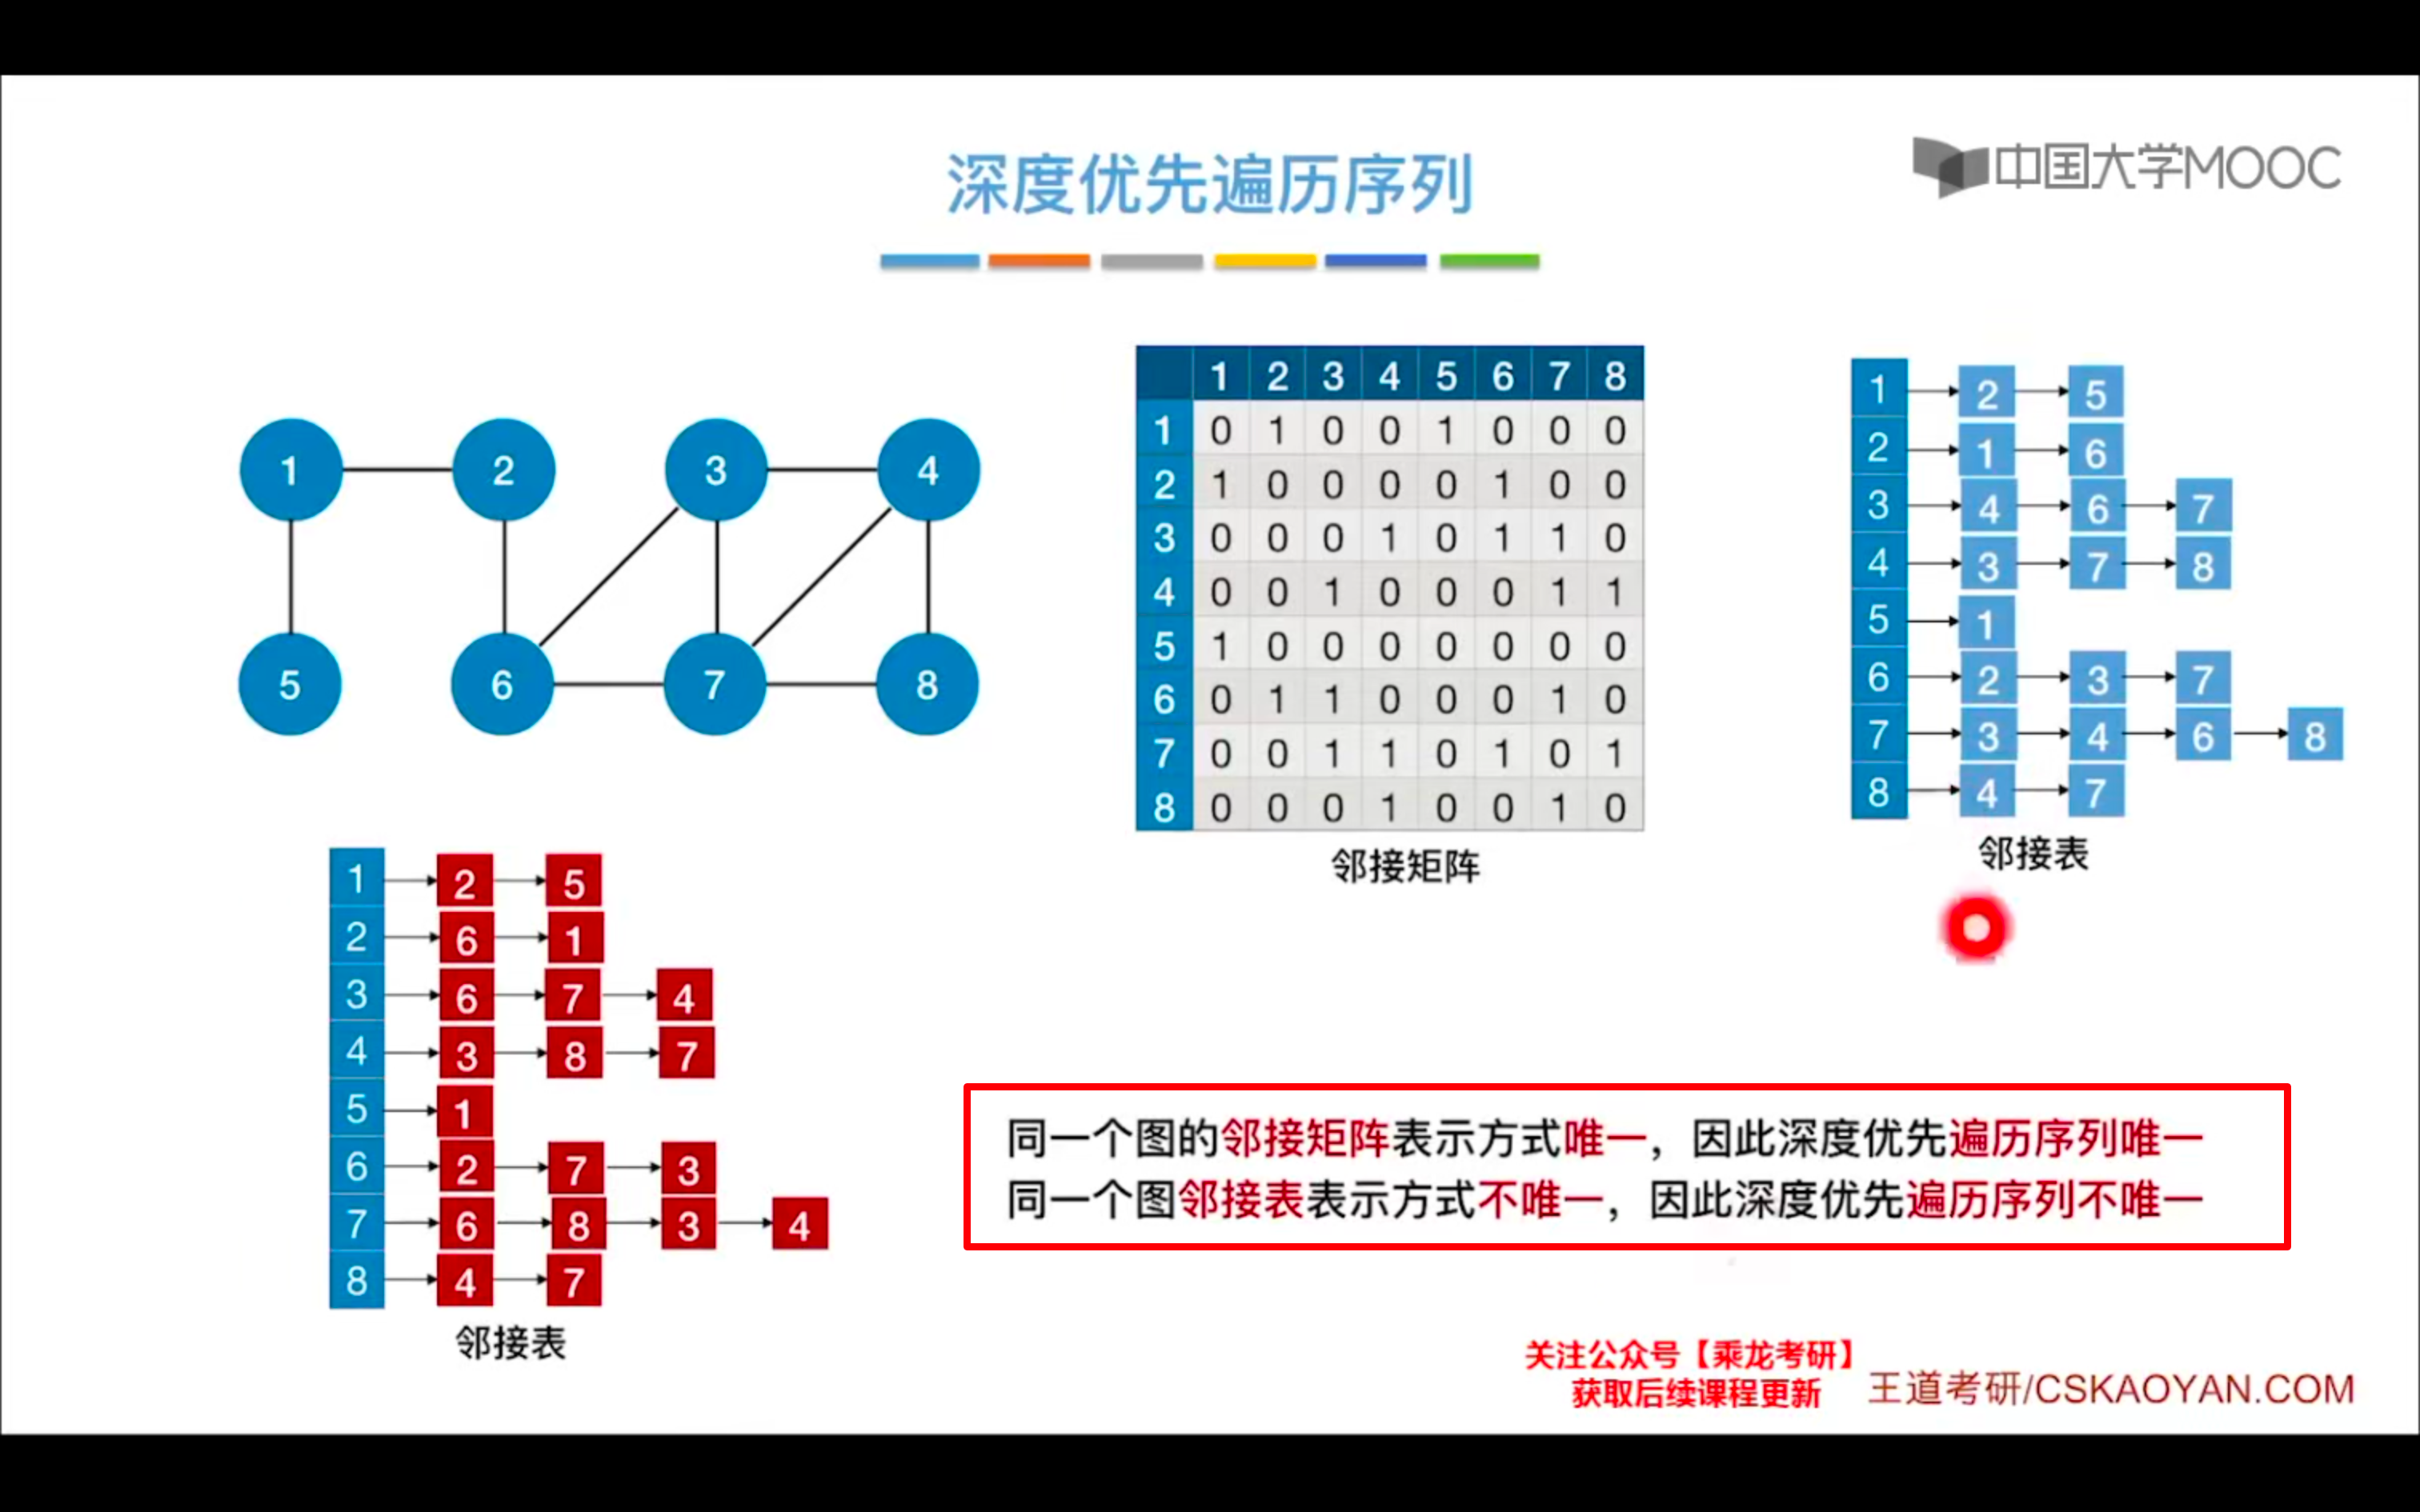 中国大学MOOC
深度优先遍历序列
1 2 3 4
5 6 7 8
1 2 3 4 5 6 7 8
1 0 1 0 0 1 0 0 0
2 1 0 0 0 0 1 0 0
3 0 0 0 1 0 1 1 0
4 0 0 1 0 0 0 1 1
5 1 0 0 0 0 0 0 0
6 0 1 1 0 0 0 1 0
7 0 0 1 1 0 1 0 1
8 0 0 0 1 0 0 1 0
邻接矩阵
1 2 5
2 1 6
3 4 6 7
4 3 7 8
5 1
6 2 3 7
7 3 4 6 8
8 4 7
邻接表
1 2 5
2 6 1
3 6 7 4
4 3 8 7
5 1
6 2 7 3
7 6 8 3 4
8 4 7
邻接表
同一个图的邻接矩阵表示方式唯一，因此深度优先遍历序列唯一
同一个图邻接表表示方式不唯一，因此深度优先遍历序列不唯一
关注公众号【乘龙考研】
获取后续课程更新
王道考研/CSKAOYAN.COM